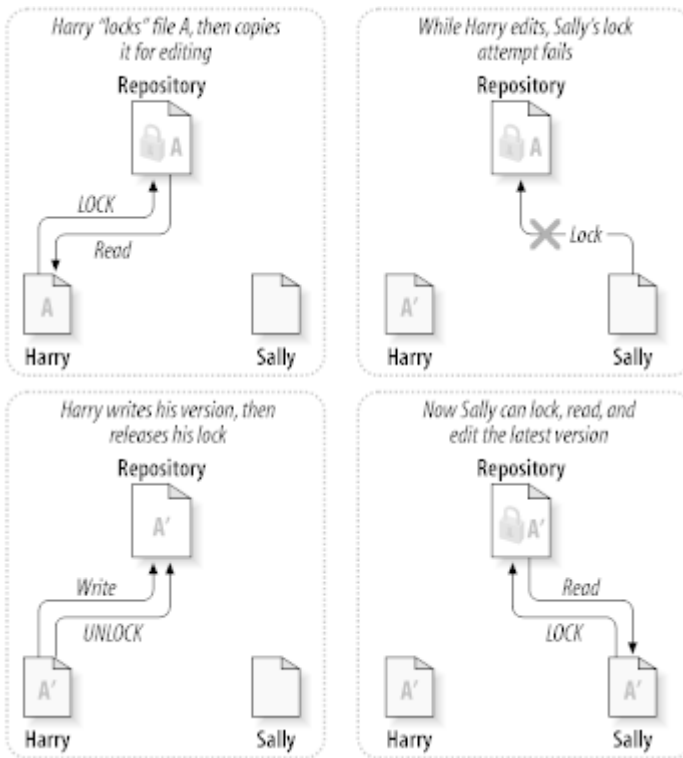 Harry “locks” file A, then copies
it for editing
Repository
A
LOCK
Read
A
Harry
Sally
While Harry edits, Sally’s lock
attempt fails
Repository
A
Lock
A′
Harry
Sally
Harry writes his version, then
releases his lock
Repository
A′
Write
UNLOCK
A′
Harry
Sally
Now Sally can lock, read, and
edit the latest version
Repository
A′
Read
LOCK
A′
A′
Harry
Sally